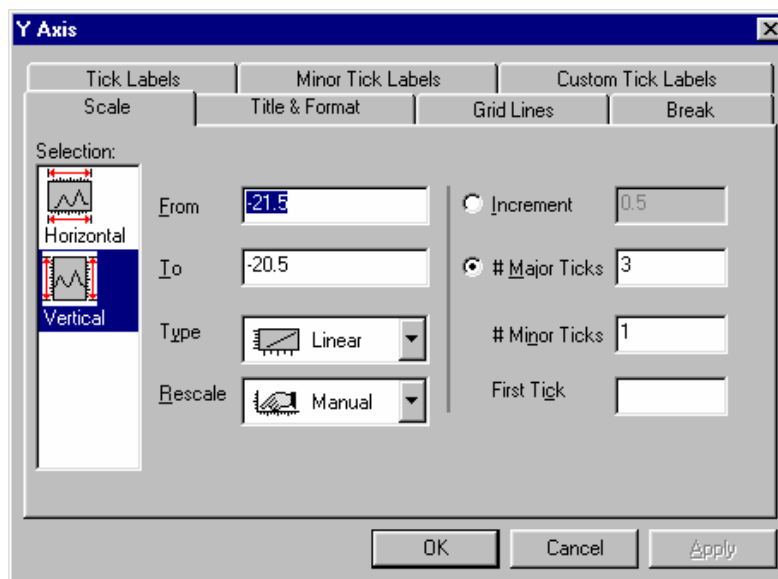 Y Axis
Tick Labels Minor Tick Labels Custom Tick Labels
Scale Title & Format Grid Lines Break
Selection:
Horizontal
Vertical
From -21.5 Increment 0.5
To -20.5 # Major Ticks 3
Type Linear # Minor Ticks 1
Rescale Manual First Tick
OK Cancel Apply